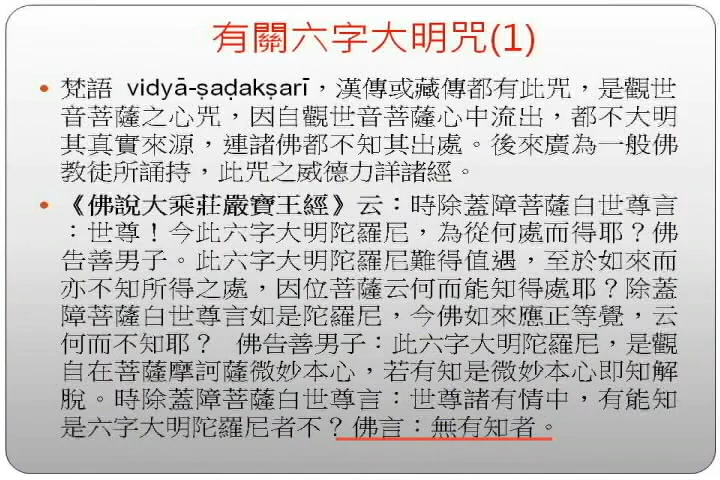 有關六字大明咒(1)
• 梵語 vidyā-ṣaḍakṣarī，漢傳或藏傳都有此咒，是觀世
音菩薩之心咒，因自觀世音菩薩心中流出，都不大明
其真實來源，連諸佛都不知其出處。後來廣為一般佛
教徒所誦持，此咒之威德力詳諸經。
• 《佛說大乘莊嚴寶王經》云：時除蓋障菩薩白世尊言
：世尊！今此六字大明陀羅尼，為從何處而得耶？佛
告善男子。此六字大明陀羅尼難得值遇，至於如來而
亦不知所得之處，因位菩薩云何而能知得處耶？除蓋
障菩薩白世尊言如是陀羅尼，今佛如來應正等覺，云
何而不知耶？ 佛告善男子：此六字大明陀羅尼，是觀
自在菩薩摩訶薩微妙本心，若有知是微妙本心即知解
脫。時除蓋障菩薩白世尊言：世尊諸有情中，有能知
是六字大明陀羅尼者不？佛言：無有知者。